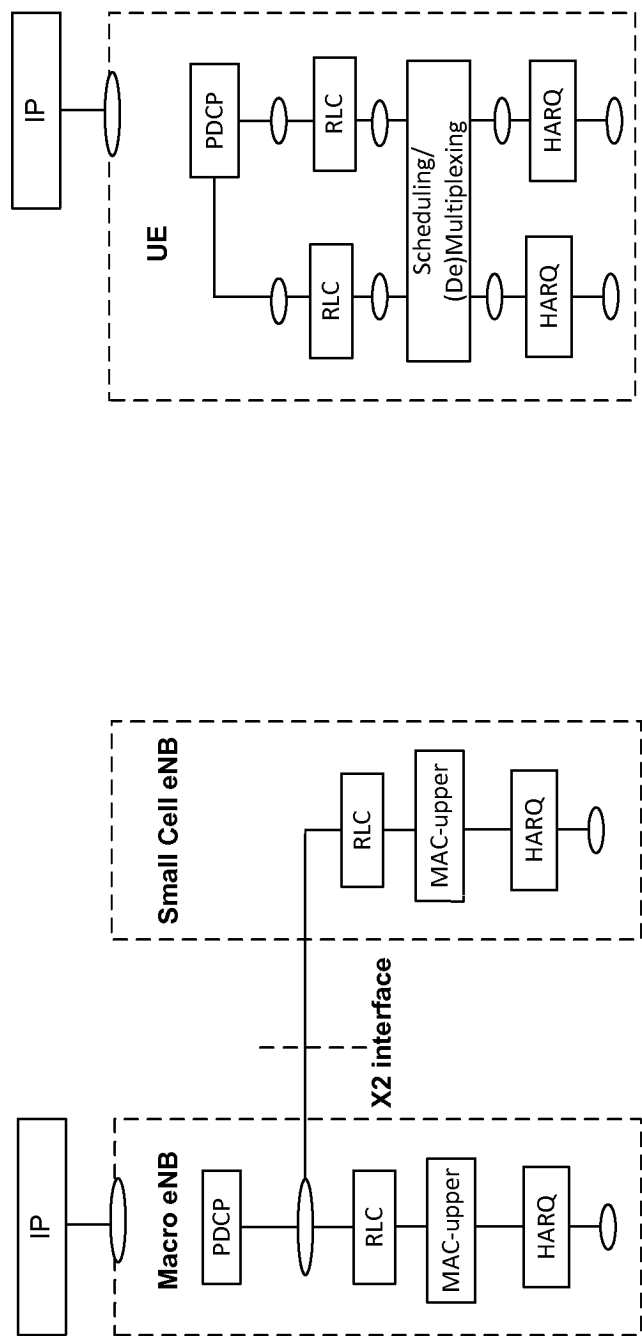 IP
Macro eNB
PDCP
RLC
MAC-upper
HARQ
X2 interface
Small Cell eNB
RLC
MAC-upper
HARQ
IP
UE
PDCP
RLC
RLC
Scheduling/
(De)Multiplexing
HARQ
HARQ